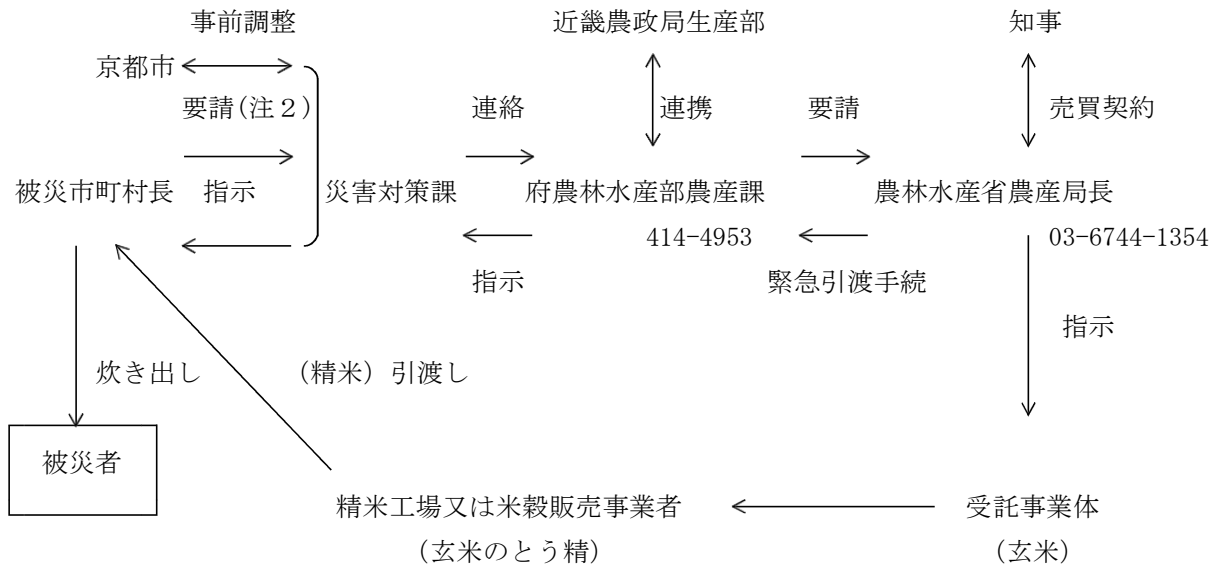 事前調整 近畿農政局生産部 知事
京都市
要請(注2) 連絡 連携 要請 売買契約
被災市町村長 指示 災害対策課 府農林水産部農産課 農林水産省農産局長
414-4953 03-6744-1354
指示 緊急引渡手続
指示
炊き出し (精米)引渡し
被災者
精米工場又は米穀販売事業者 受託事業体
(玄米のとう精) (玄米)